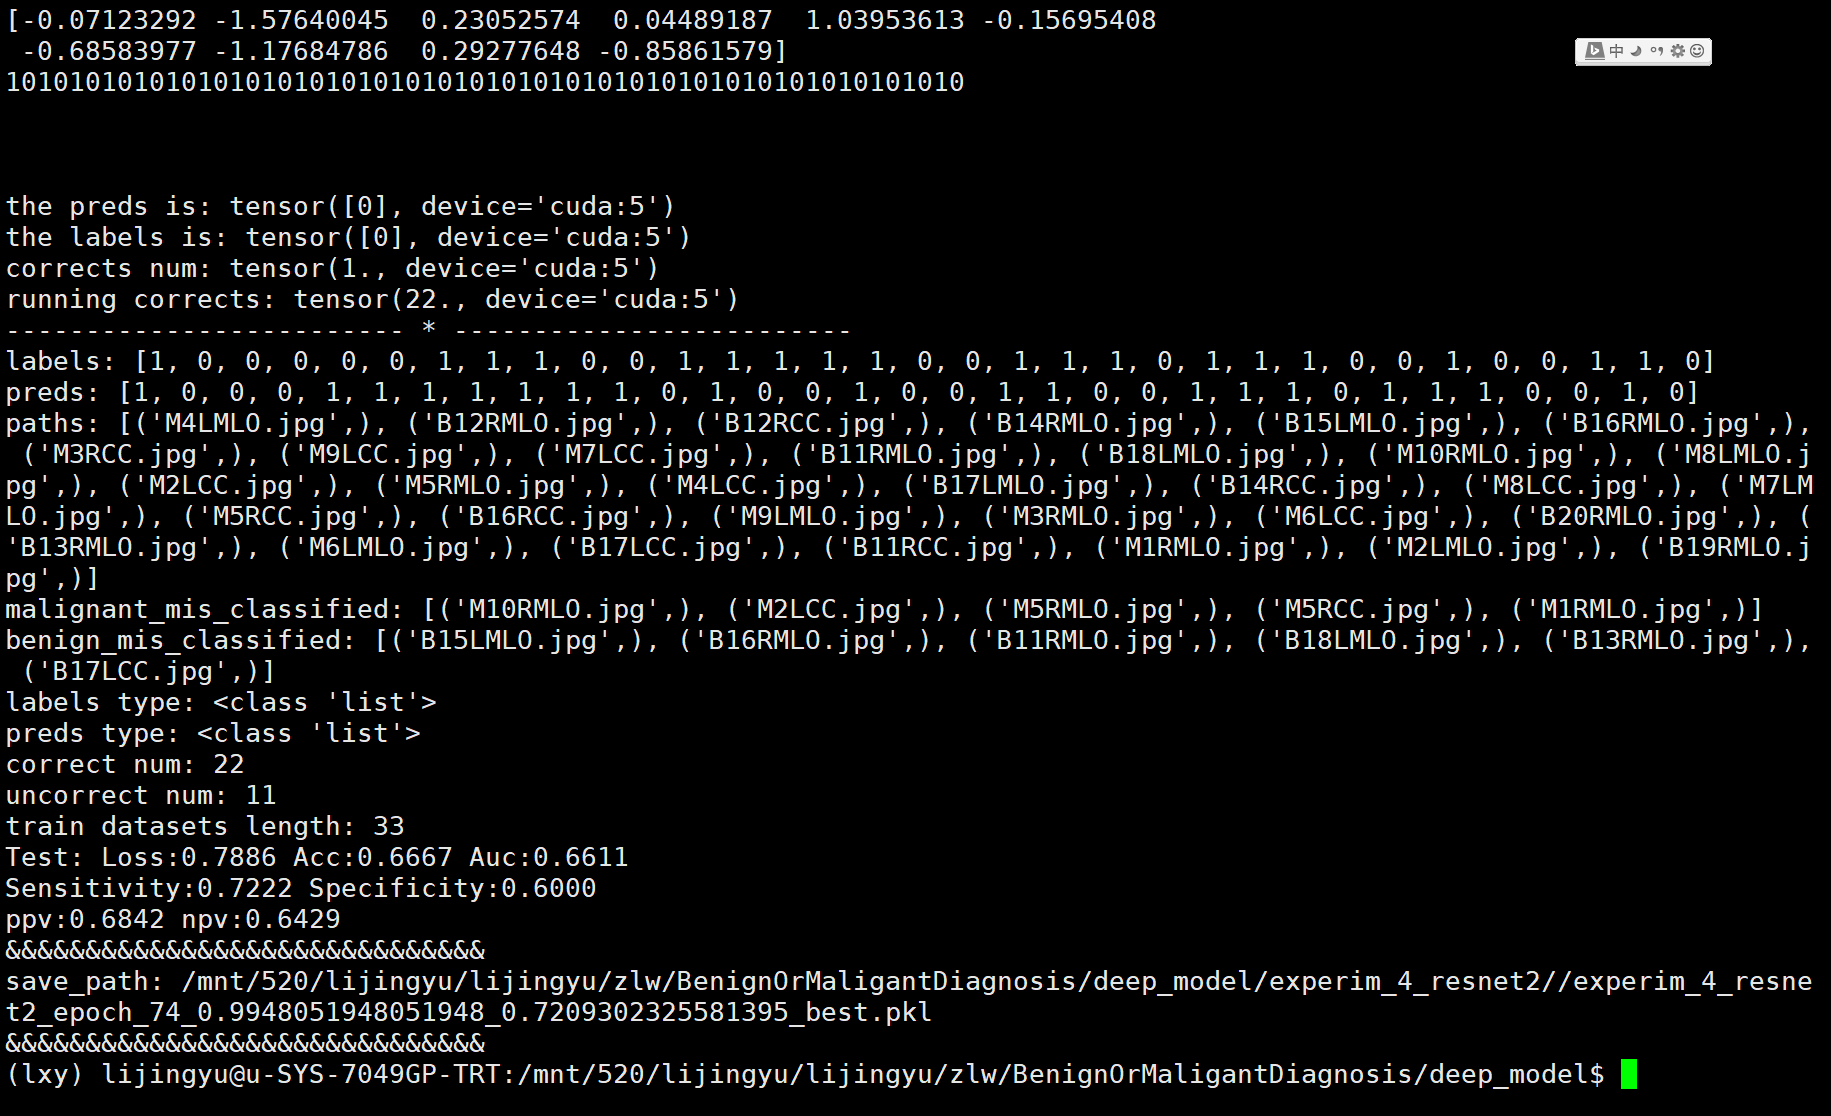 [-0.07123292 -1.57640045  0.23052574  0.04489187  1.03953613 -0.15695408
 -0.68583977 -1.17684786  0.29277648 -0.85861579]
中
101010101010101010101010101010101010101010101010101010101010
the preds is: tensor([0], device='cuda:5')
the labels is: tensor([0], device='cuda:5')
corrects num: tensor(1., device='cuda:5')
running corrects: tensor(22., device='cuda:5')
------------------------- * -------------------------
labels: [1, 0, 0, 0, 0, 0, 1, 1, 1, 0, 0, 1, 1, 1, 1, 1, 0, 0, 1, 1, 1, 0, 1, 1, 1, 0, 0, 1, 0, 0, 1, 1, 0]
preds: [1, 0, 0, 0, 1, 1, 1, 1, 1, 1, 1, 0, 1, 0, 0, 1, 0, 0, 1, 1, 0, 0, 1, 1, 1, 0, 1, 1, 1, 0, 0, 1, 0]
paths: [('M4LMLO.jpg',), ('B12RMLO.jpg',), ('B12RCC.jpg',), ('B14RMLO.jpg',), ('B15LMLO.jpg',), ('B16RMLO.jpg',),
 ('M3RCC.jpg',), ('M9LCC.jpg',), ('M7LCC.jpg',), ('B11RMLO.jpg',), ('B18LMLO.jpg',), ('M10RMLO.jpg',), ('M8LMLO.j
pg',), ('M2LCC.jpg',), ('M5RMLO.jpg',), ('M4LCC.jpg',), ('B17LMLO.jpg',), ('B14RCC.jpg',), ('M8LCC.jpg',), ('M7LM
LO.jpg',), ('M5RCC.jpg',), ('B16RCC.jpg',), ('M9LMLO.jpg',), ('M3RMLO.jpg',), ('M6LCC.jpg',), ('B20RMLO.jpg',), (
'B13RMLO.jpg',), ('M6LMLO.jpg',), ('B17LCC.jpg',), ('B11RCC.jpg',), ('M1RMLO.jpg',), ('M2LMLO.jpg',), ('B19RMLO.j
pg',)]
malignant_mis_classified: [('M10RMLO.jpg',), ('M2LCC.jpg',), ('M5RMLO.jpg',), ('M5RCC.jpg',), ('M1RMLO.jpg',)]
benign_mis_classified: [('B15LMLO.jpg',), ('B16RMLO.jpg',), ('B11RMLO.jpg',), ('B18LMLO.jpg',), ('B13RMLO.jpg',),
 ('B17LCC.jpg',)]
labels type: <class 'list'>
preds type: <class 'list'>
correct num: 22
uncorrect num: 11
train datasets length: 33
Test: Loss:0.7886 Acc:0.6667 Auc:0.6611
Sensitivity:0.7222 Specificity:0.6000
ppv:0.6842 npv:0.6429
&&&&&&&&&&&&&&&&&&&&&&&&&&&&&&
save_path: /mnt/520/lijingyu/lijingyu/zlw/BenignOrMaligantDiagnosis/deep_model/experim_4_resnet2//experim_4_resne
t2_epoch_74_0.9948051948051948_0.7209302325581395_best.pkl
&&&&&&&&&&&&&&&&&&&&&&&&&&&&&&
(lxy) lijingyu@u-SYS-7049GP-TRT:/mnt/520/lijingyu/lijingyu/zlw/BenignOrMaligantDiagnosis/deep_model$